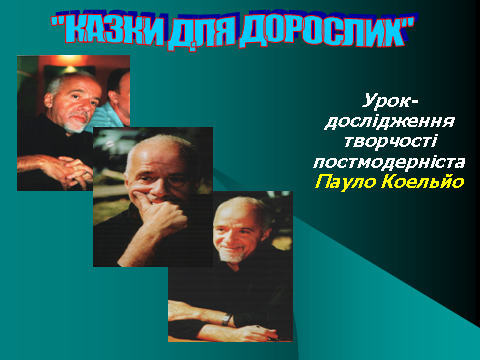 "КАЗКИ ДЛЯ ДОРОСЛИХ"
Урок-
дослідження
творчості
постмодерніста
Пауло Коельйо